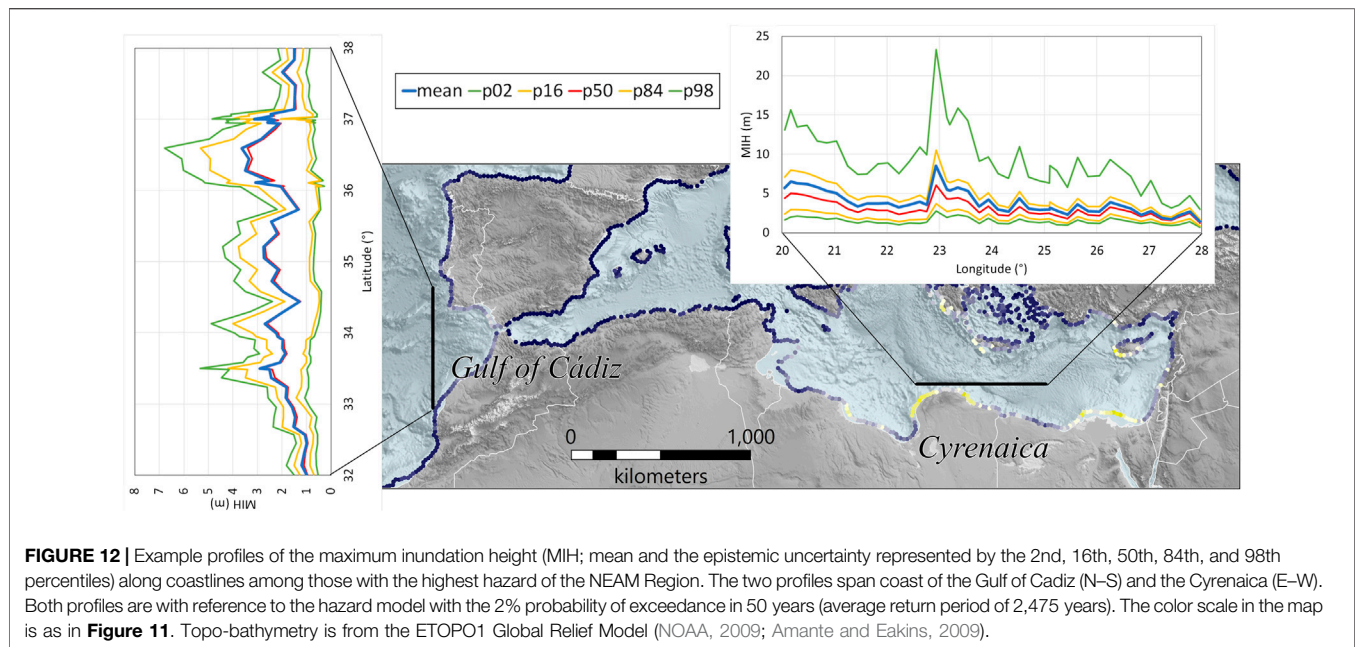 8 7 6 5 4 3 2 1 0
MIH (m)
38
37
36
35
34
33
32
Latitude (°)
mean p02 p16 p50 p84 p98
25
20
15
10
5
0
MIH (m)
20 21 22 23 24 25 26 27 28
Longitude (°)
Gulf of Cádiz
Cyrenaica
0 1,000
kilometers
FIGURE 12 | Example profiles of the maximum inundation height (MIH; mean and the epistemic uncertainty represented by the 2nd, 16th, 50th, 84th, and 98th
percentiles) along coastlines among those with the highest hazard of the NEAM Region. The two profiles span coast of the Gulf of Cadiz (N–S) and the Cyrenaica (E–W).
Both profiles are with reference to the hazard model with the 2% probability of exceedance in 50 years (average return period of 2,475 years). The color scale in the map
is as in Figure 11. Topo-bathymetry is from the ETOPO1 Global Relief Model (NOAA, 2009; Amante and Eakins, 2009).